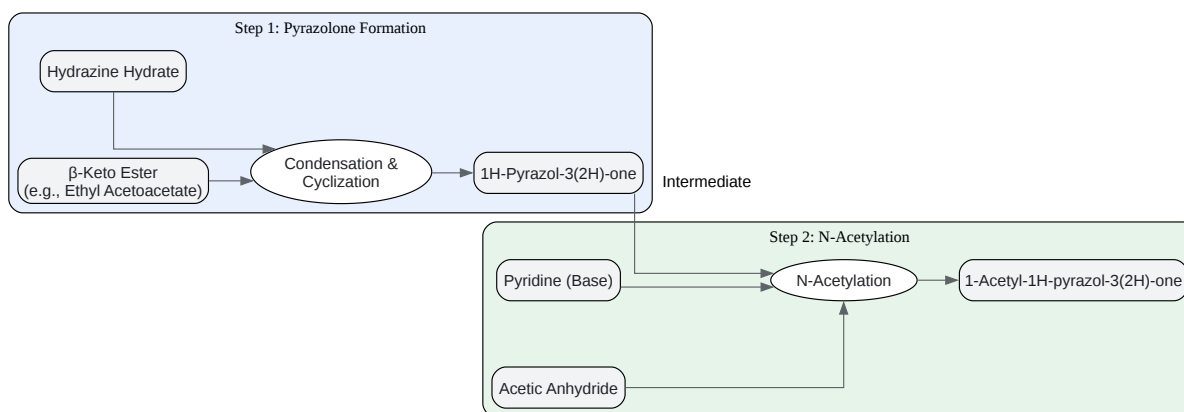 Step 1: Pyrazolone Formation
Hydrazine Hydrate
β-Keto Ester
(e.g., Ethyl Acetoacetate)
Condensation &
Cyclization
1H-Pyrazol-3(2H)-one
Intermediate
Step 2: N-Acetylation
Pyridine (Base)
N-Acetylation
1-Acetyl-1H-pyrazol-3(2H)-one
Acetic Anhydride